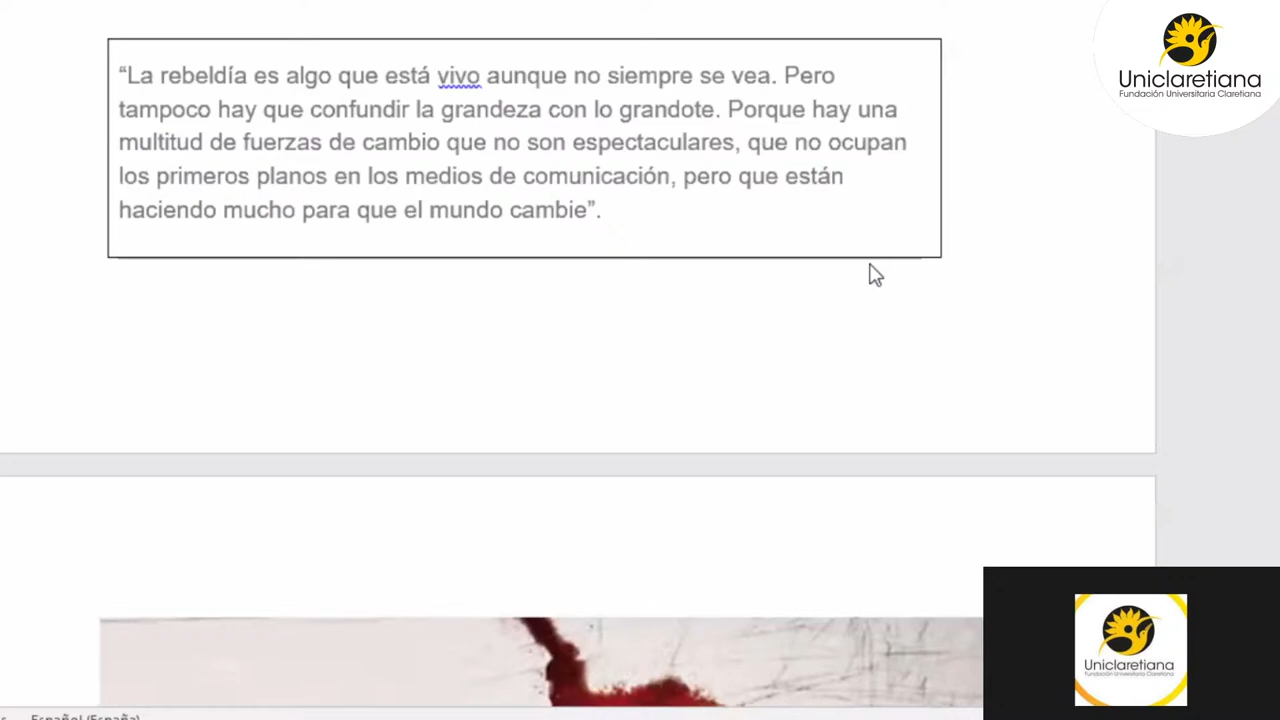 Uniclaretiana
Fundación Universitaria Claretiana
“La rebeldía es algo que está vivo aunque no siempre se vea. Pero
tampoco hay que confundir la grandeza con lo grandote. Porque hay una
multitud de fuerzas de cambio que no son espectaculares, que no ocupan
los primeros planos en los medios de comunicación, pero que están
haciendo mucho para que el mundo cambie”.
Uniclaretiana
Fundación Universitaria Claretiana
Español (España)